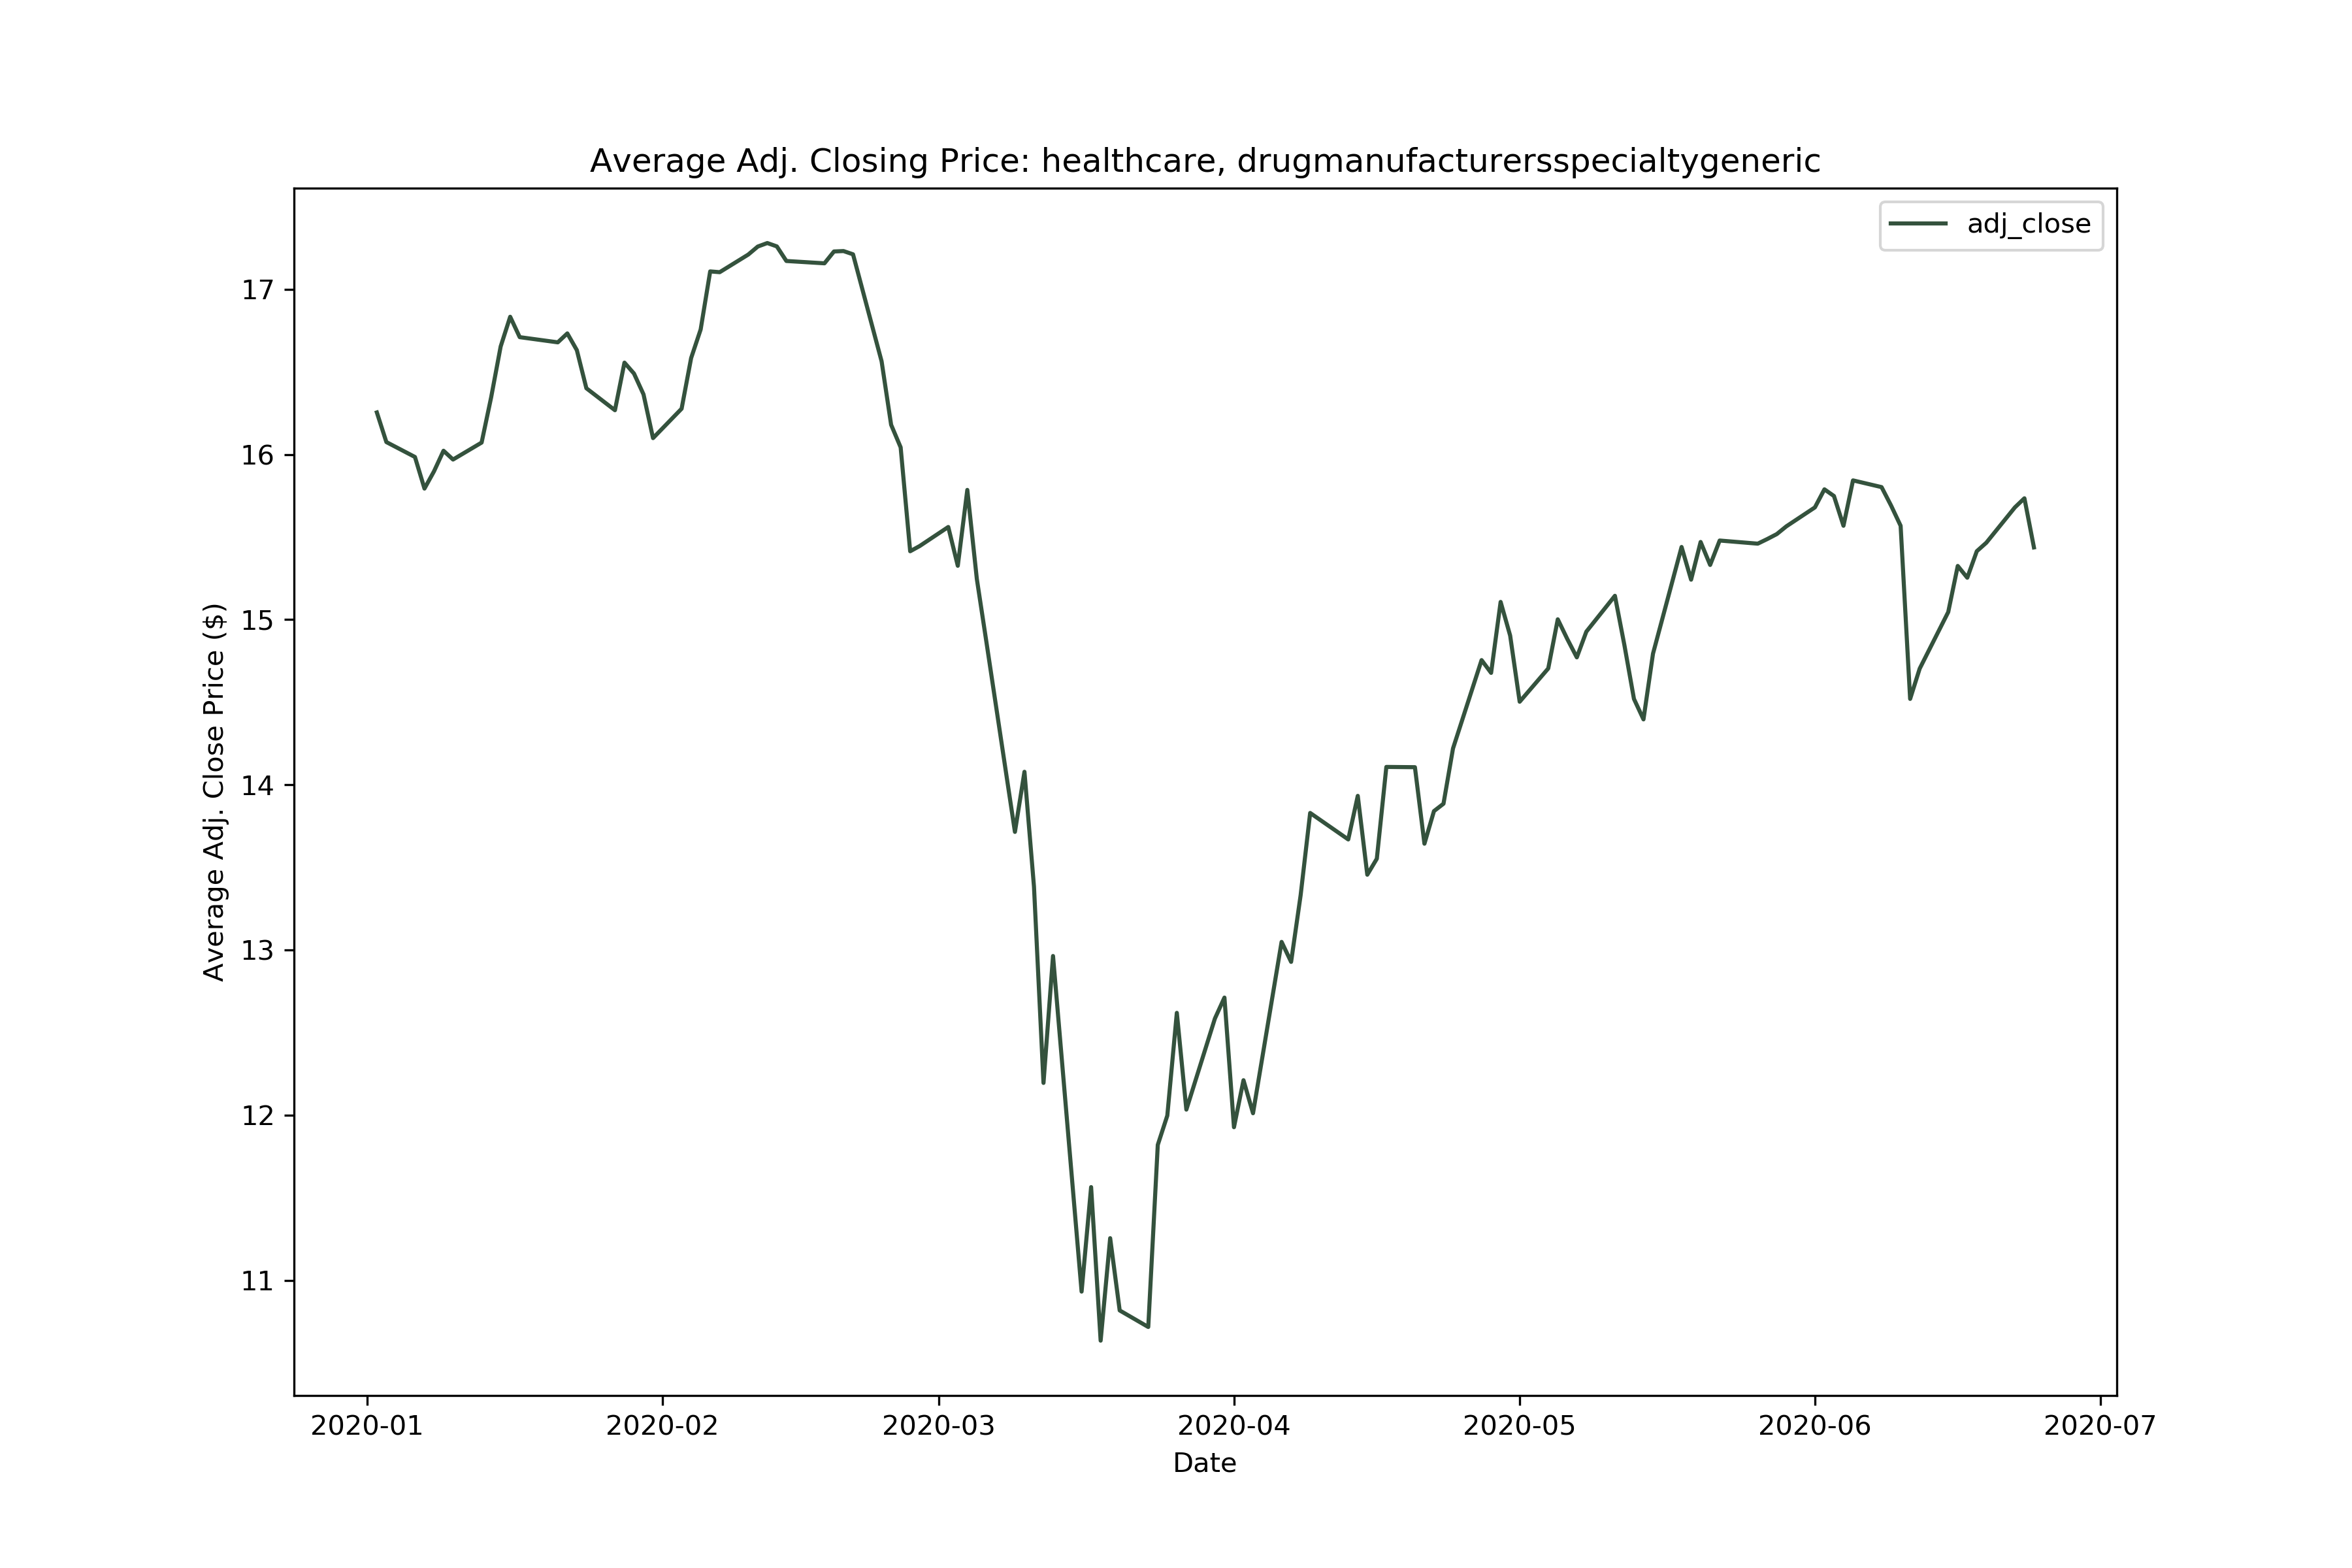 Average Adj. Closing Price: healthcare, drugmanufacturersspecialtygeneric
adj_close
Average Adj. Close Price ($)
17
16
15
14
13
12
11
2020-01 2020-02 2020-03 2020-04 2020-05 2020-06 2020-07
Date